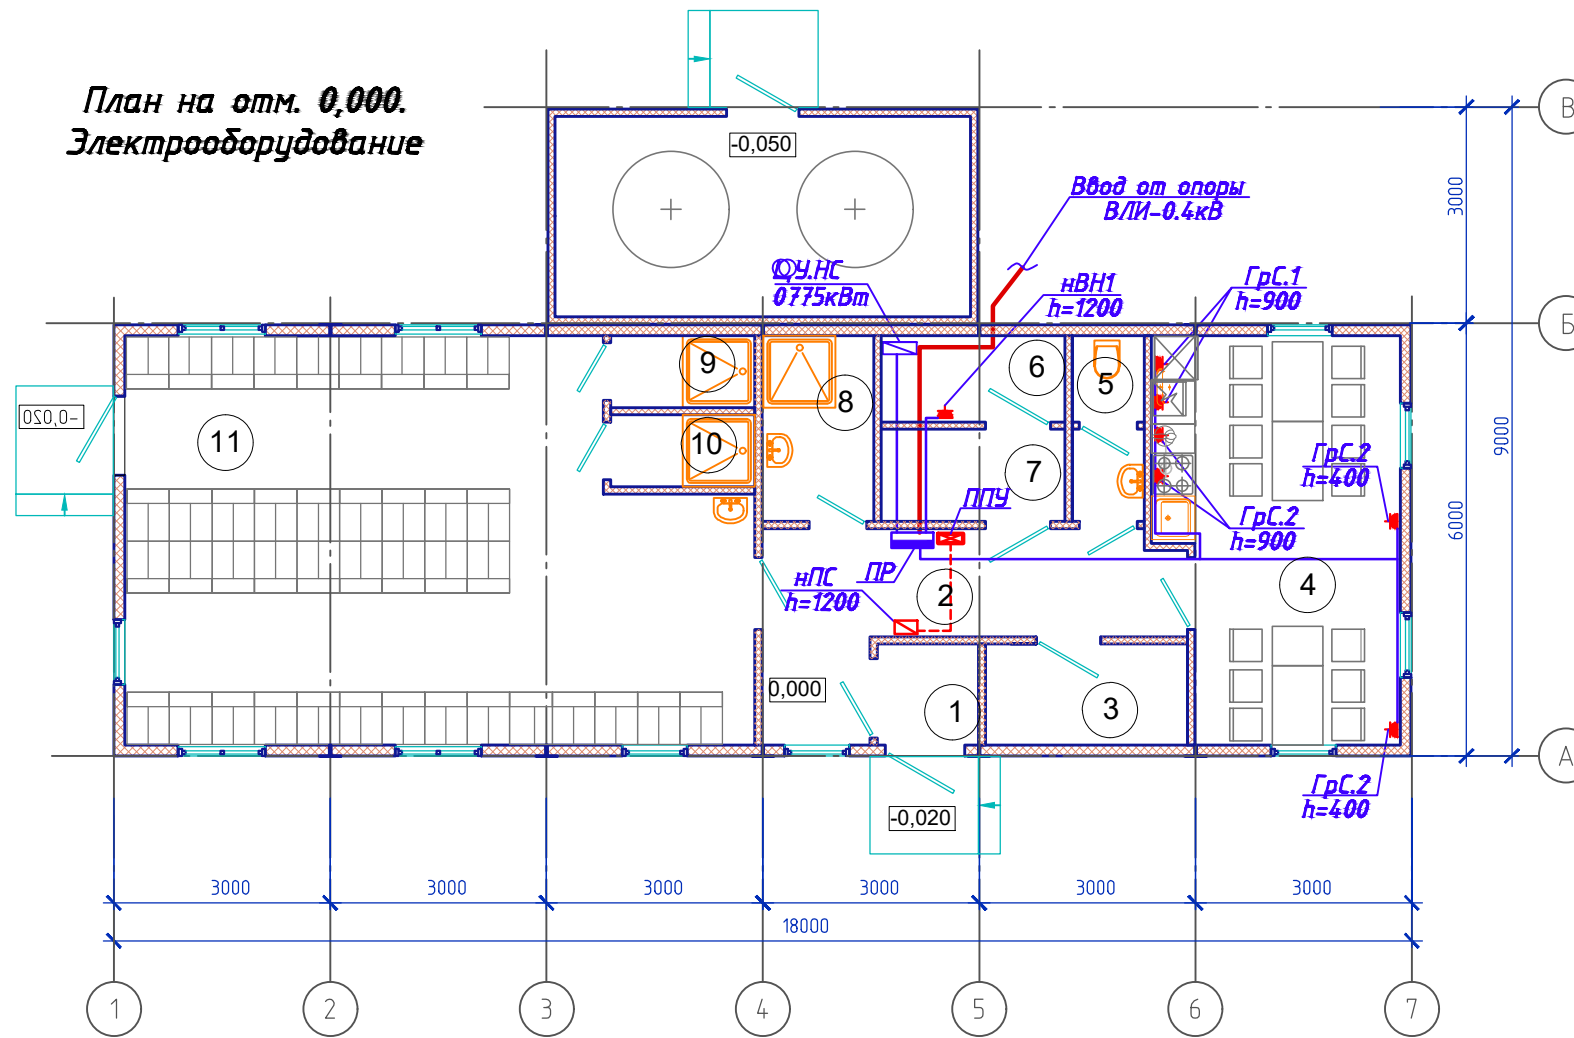 План на отм. 0,000.
Электрооборудование
В
-0,050
3000
Ввод от опоры
ВЛИ-0.4кВ
ЩУ.НС
0775кВт
нВН1
h=1200
ГрС.1
h=900
Б
9
8
6
5
-0,020
11
10
7
9000
ГрС.2
h=400
ППУ
ГрС.2
h=900
6000
нПС
h=1200
ПР
2
4
0,000
1
3
А
ГрС.2
h=400
-0,020
3000
3000
3000
3000
3000
3000
18000
1
2
3
4
5
6
7